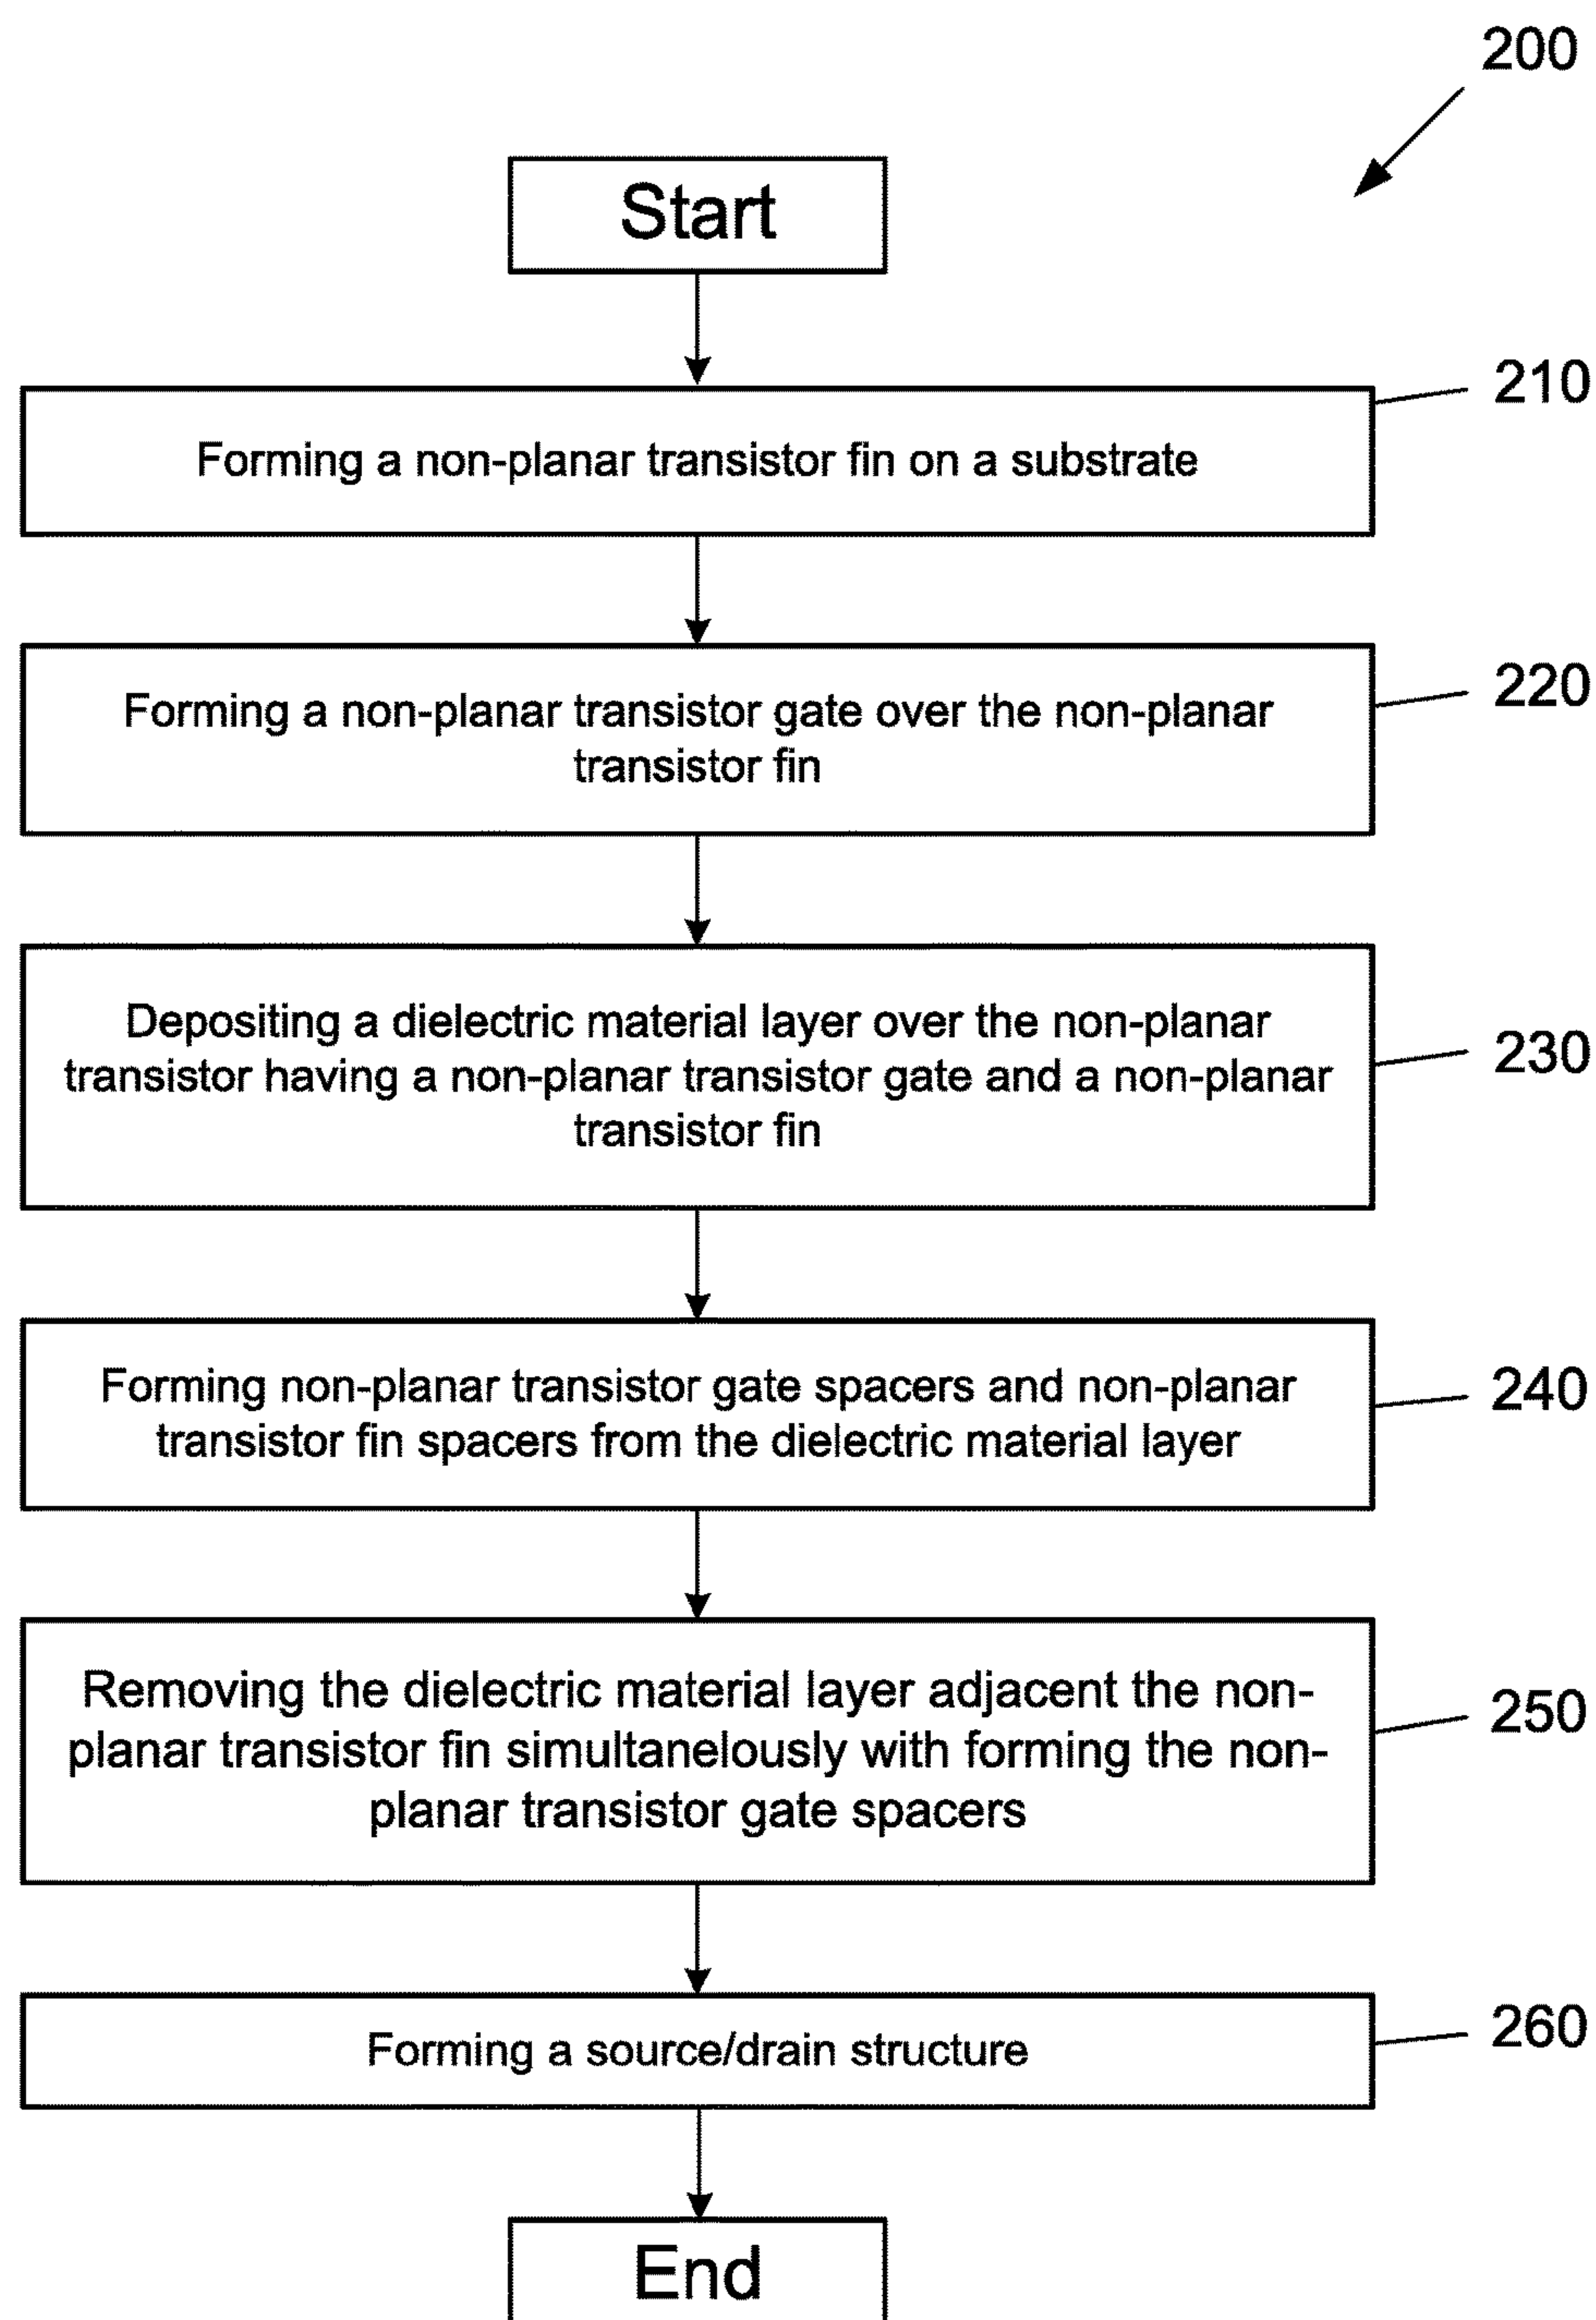 200
Start
210
Forming a non-planar transistor fin on a substrate
220
Forming a non-planar transistor gate over the non-planar
transistor fin
Depositing a dielectric material layer over the non-planar
230
transistor having a non-planar transistor gate and a non-planar
transistor fin
Forming non-planar transistor gate spacers and non-planar
240
transistor fin spacers from the dielectric material layer
Removing the dielectric material layer adjacent the non-
250
planar transistor fin simultanelously with forming the non-
planar transistor gate spacers
260
Forming a source/drain structure
End